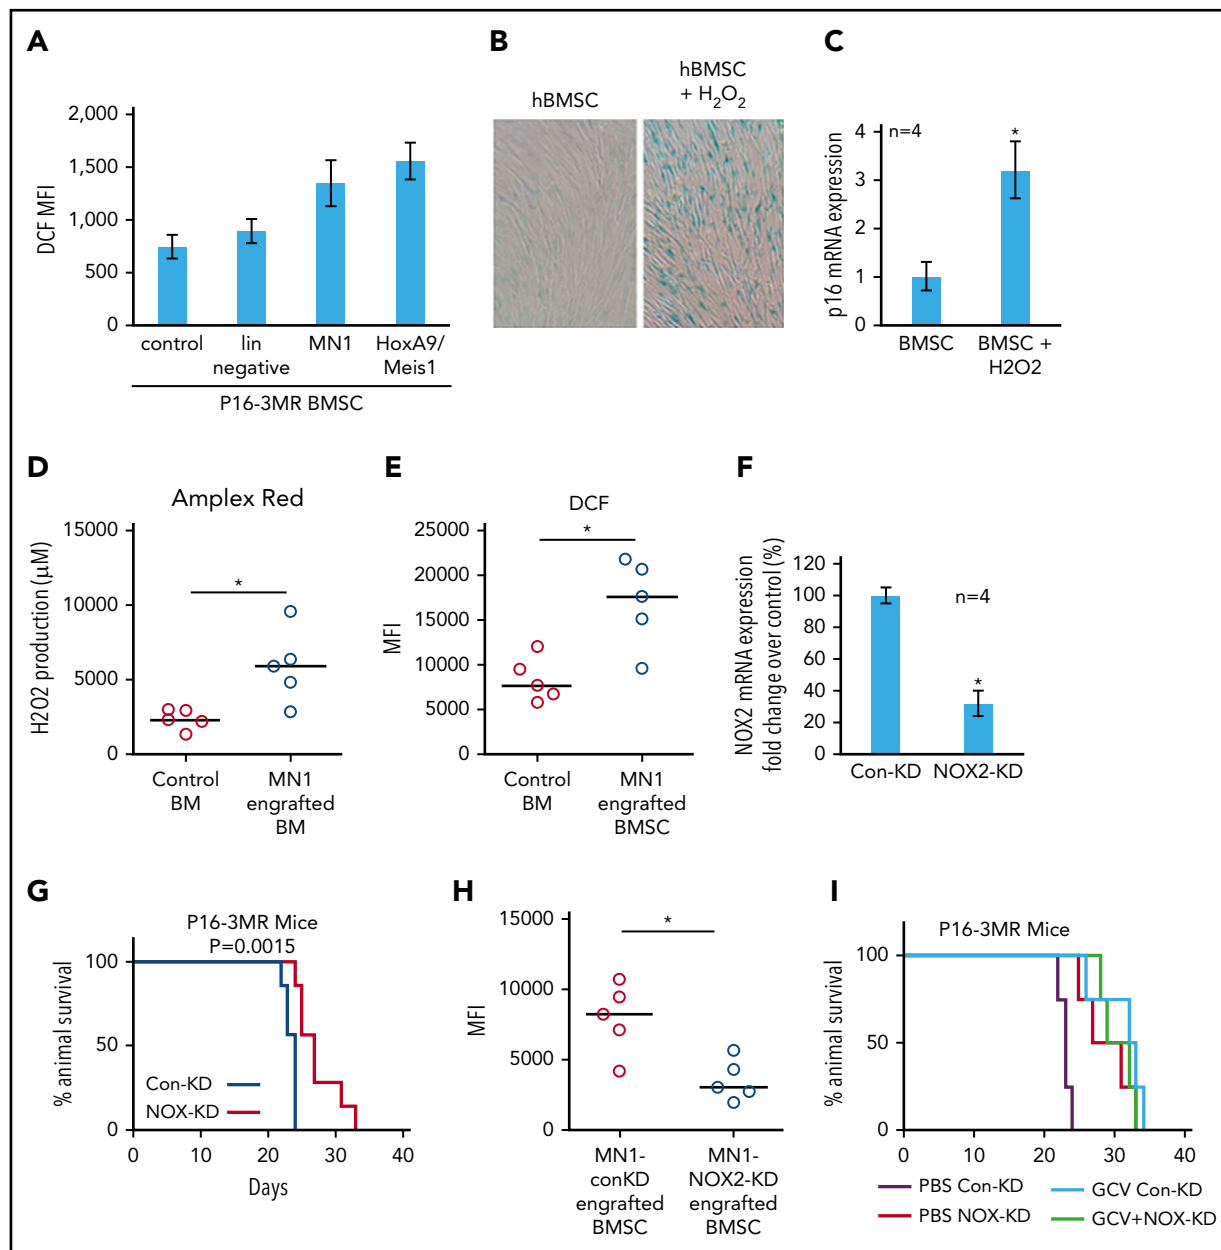 A
2,000
1,500
1,000
500
0
DCF MFI
control
lin
negative
MN1
HoxA9/
Meis1
P16-3MR BMSC
B
hBMSC
hBMSC
+ H2O2
C
n=4
*
4
3
2
1
0
p16 mRNA expression
BMSC
BMSC +
H2O2
D
Amplex Red
15000
10000
5000
0
H2O2 production (μM)
*
Control
BM
MN1
engrafted
BM
E
DCF
25000
20000
15000
10000
5000
0
MFI
*
Control
BM
MN1
engrafted
BMSC
F
120
100
80
60
40
20
0
NOX2 mRNA expression
fold change over control (%)
n=4
*
Con-KD
NOX2-KD
G
P16-3MR Mice
P=0.0015
100
50
0
% animal survival
Con-KD
NOX-KD
0
20
40
Days
H
15000
10000
5000
0
MFI
*
MN1-
conKD
engrafted
BMSC
MN1-
NOX2-KD
engrafted
BMSC
I
P16-3MR Mice
100
50
0
% animal survival
0
20
40
PBS Con-KD
GCV Con-KD
PBS NOX-KD
GCV+NOX-KD